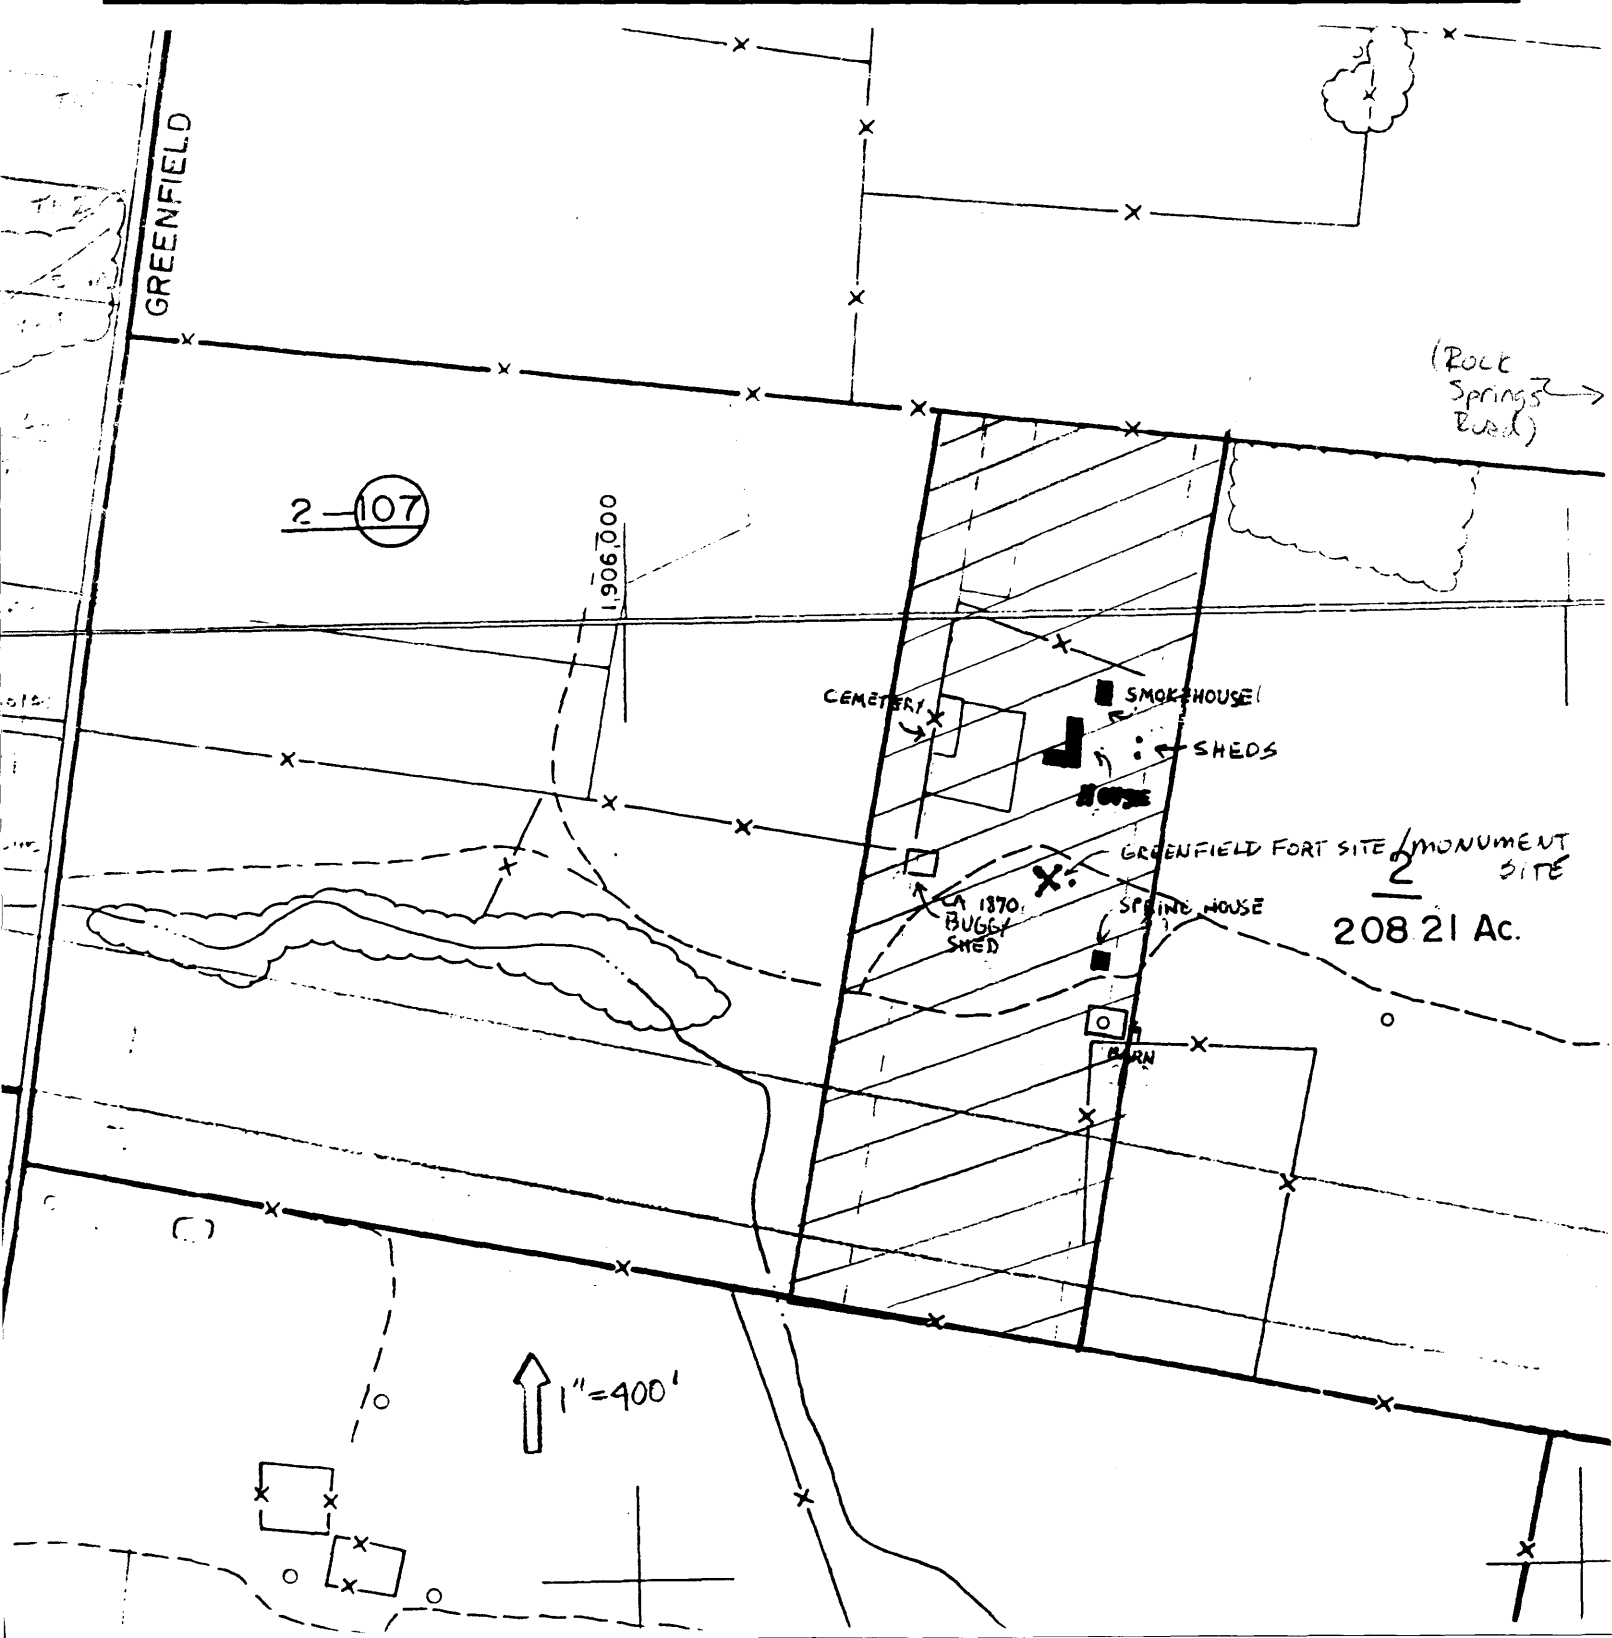 GREENFIELD
(Rock
Springs
Road)
2 — 107
1,906,000
CEMETERY
SMOKEHOUSE
SHEDS
HOUSE
GREENFIELD FORT SITE/MONUMENT
SITE
2
208.21 Ac.
CA 1870
BUGGY
SHED
SPRING HOUSE
BARN
1"=400'